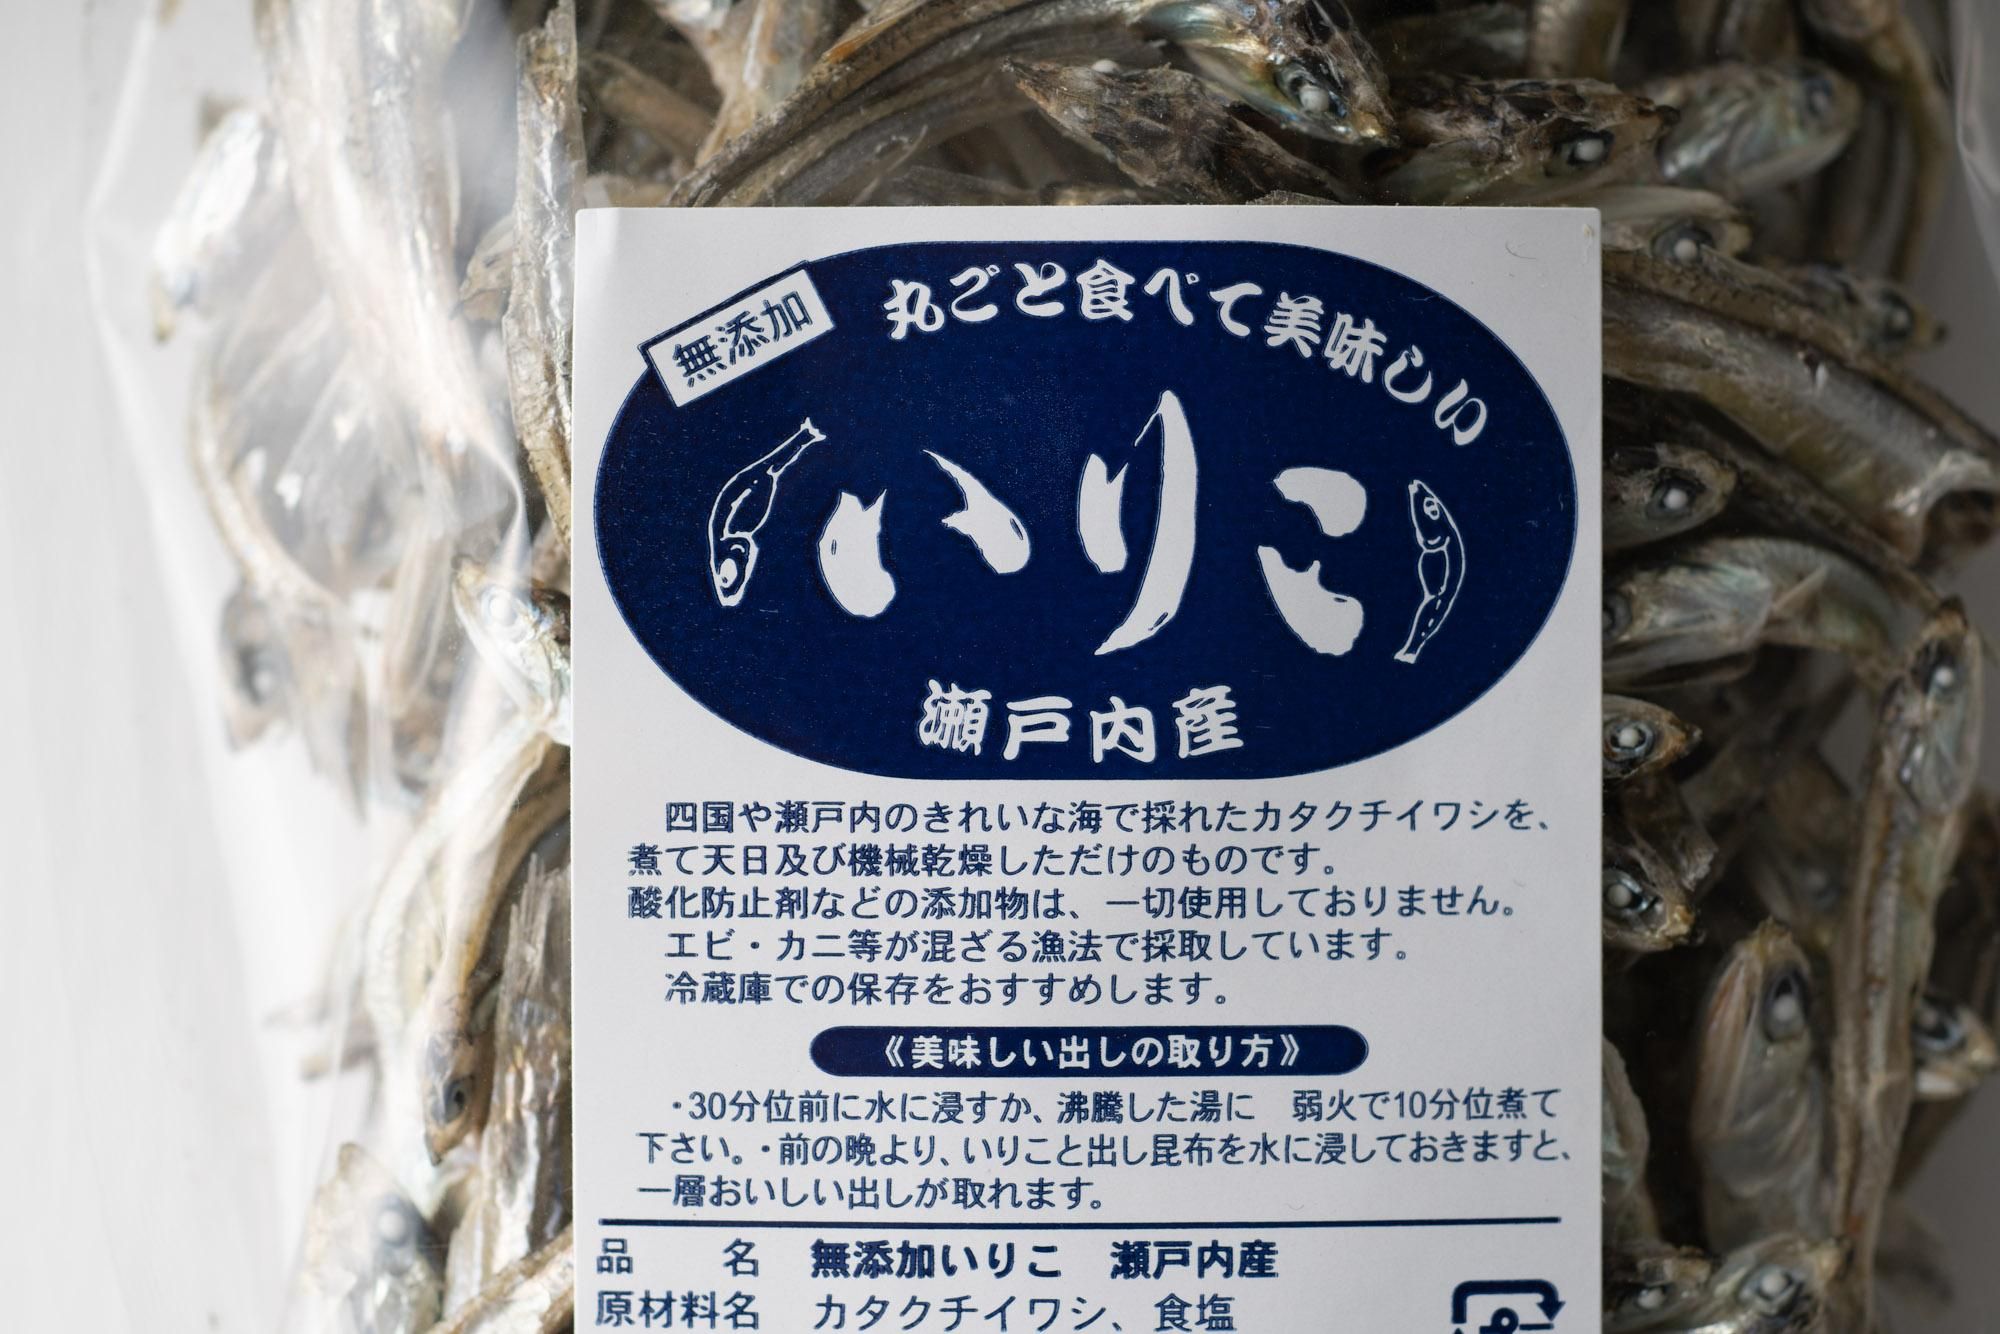 無添加
丸ごと食べて美味しい
いりこ
瀬戸内産
四国や瀬戸内のきれいな海で採れたカタクチイワシを、
煮て天日及び機械乾燥しただけのものです。
酸化防止剤などの添加物は、一切使用しておりません。
エビ・カニ等が混ざる漁法で採取しています。
冷蔵庫での保存をおすすめします。
《美味しい出しの取り方》
・30分位前に水に浸すか、沸騰した湯に　弱火で10分位煮て
下さい。・前の晩より、いりこと出し昆布を水に浸しておきますと、
一層おいしい出しが取れます。
品　　名　無添加いりこ　瀬戸内産
原材料名　カタクチイワシ、食塩